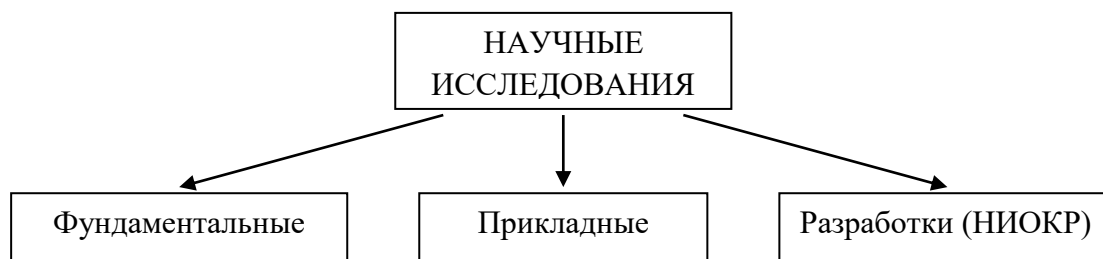 НАУЧНЫЕ
ИССЛЕДОВАНИЯ
Фундаментальные
Прикладные
Разработки (НИОКР)